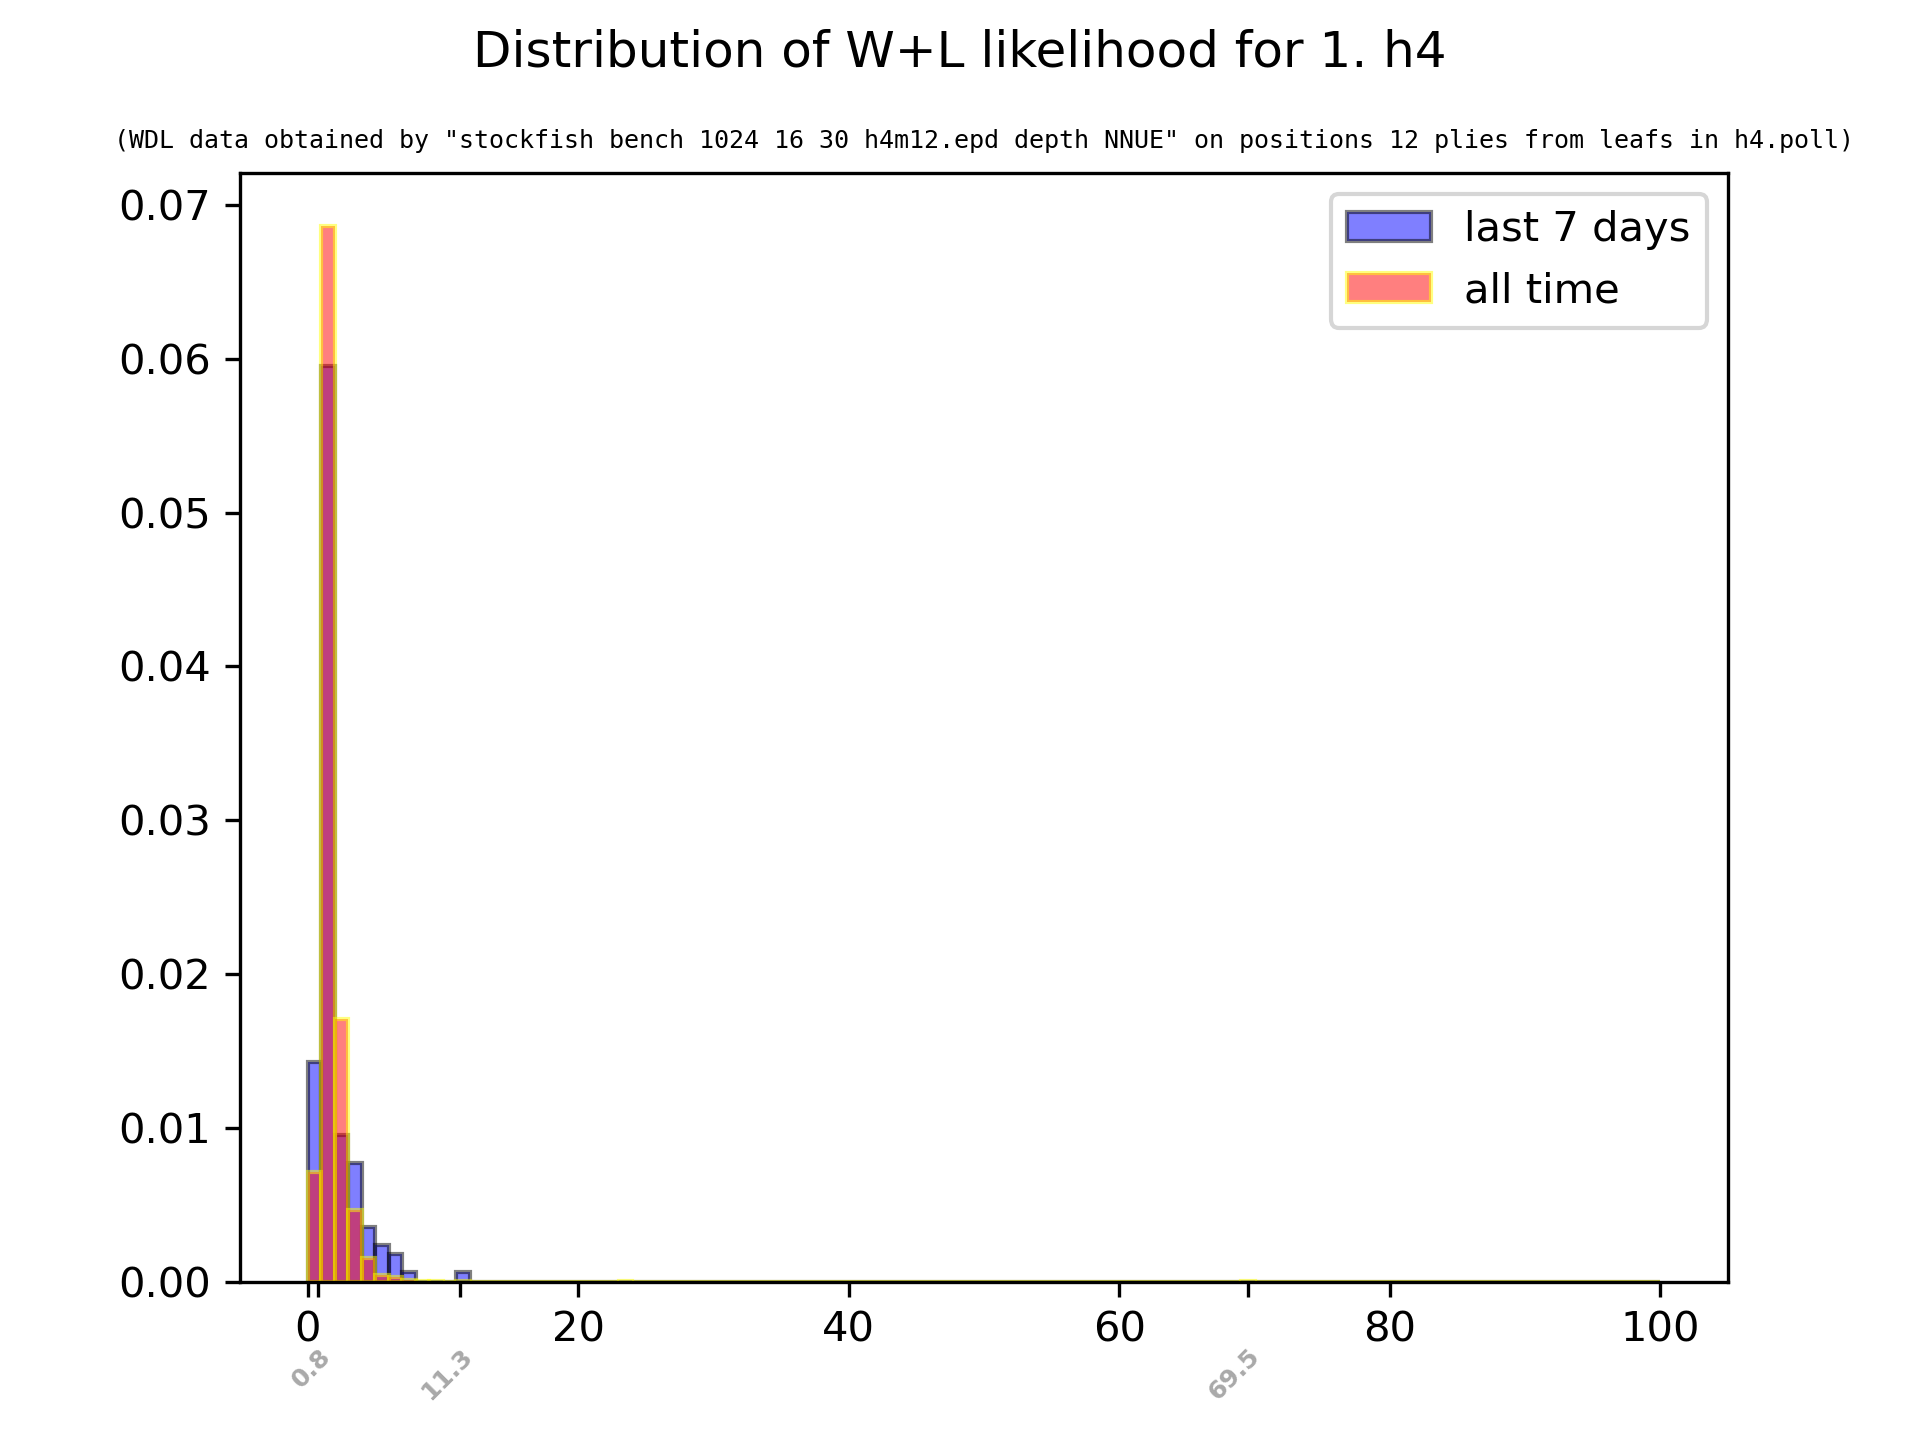 Distribution of W+L likelihood for 1. h4
(WDL data obtained by "stockfish bench 1024 16 30 h4m12.epd depth NNUE" on positions 12 plies from leafs in h4.poll)
last 7 days
all time
0.07
0.06
0.05
0.04
0.03
0.02
0.01
0.00
0 20 40 60 80 100
0.8 11.3 69.5